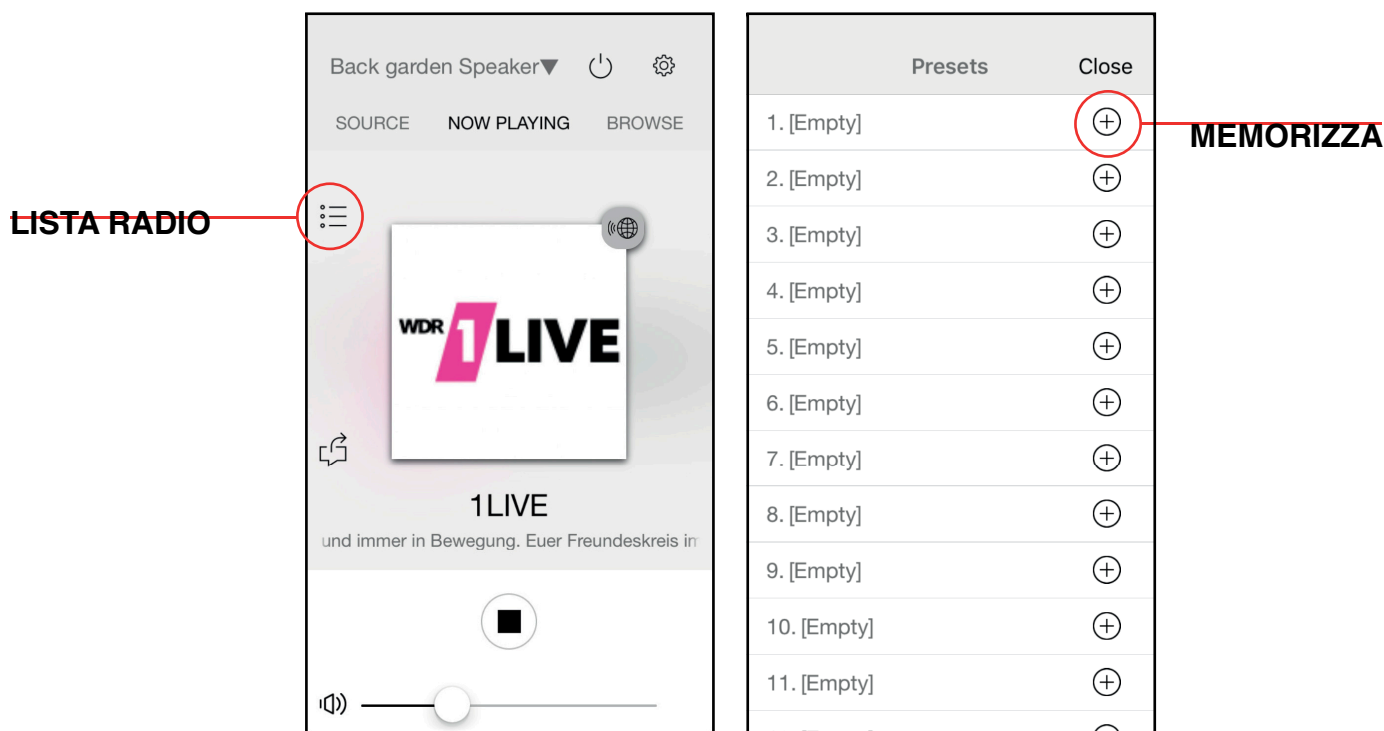 LISTA RADIO
Back garden Speaker▼
SOURCE NOW PLAYING BROWSE
WDR 1 LIVE
1LIVE
und immer in Bewegung. Euer Freundeskreis im
Presets Close
1. [Empty]
2. [Empty]
3. [Empty]
4. [Empty]
5. [Empty]
6. [Empty]
7. [Empty]
8. [Empty]
9. [Empty]
10. [Empty]
11. [Empty]
MEMORIZZA